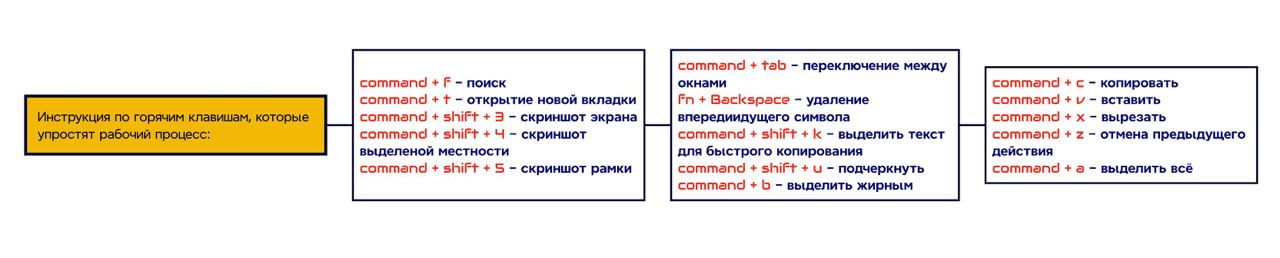 Инструкция по горячим клавишам, которые
упростят рабочий процесс:
command + f – поиск
command + t – открытие новой вкладки
command + shift + 3 – скриншот экрана
command + shift + 4 – скриншот
выделеной местности
command + shift + 5 – скриншот рамки
command + tab – переключение между
окнами
fn + Backspace – удаление
впередиидущего символа
command + shift + k – выделить текст
для быстрого копирования
command + shift + u – подчеркнуть
command + b – выделить жирным
command + c – копировать
command + v – вставить
command + x – вырезать
command + z – отмена предыдущего
действия
command + a – выделить всё